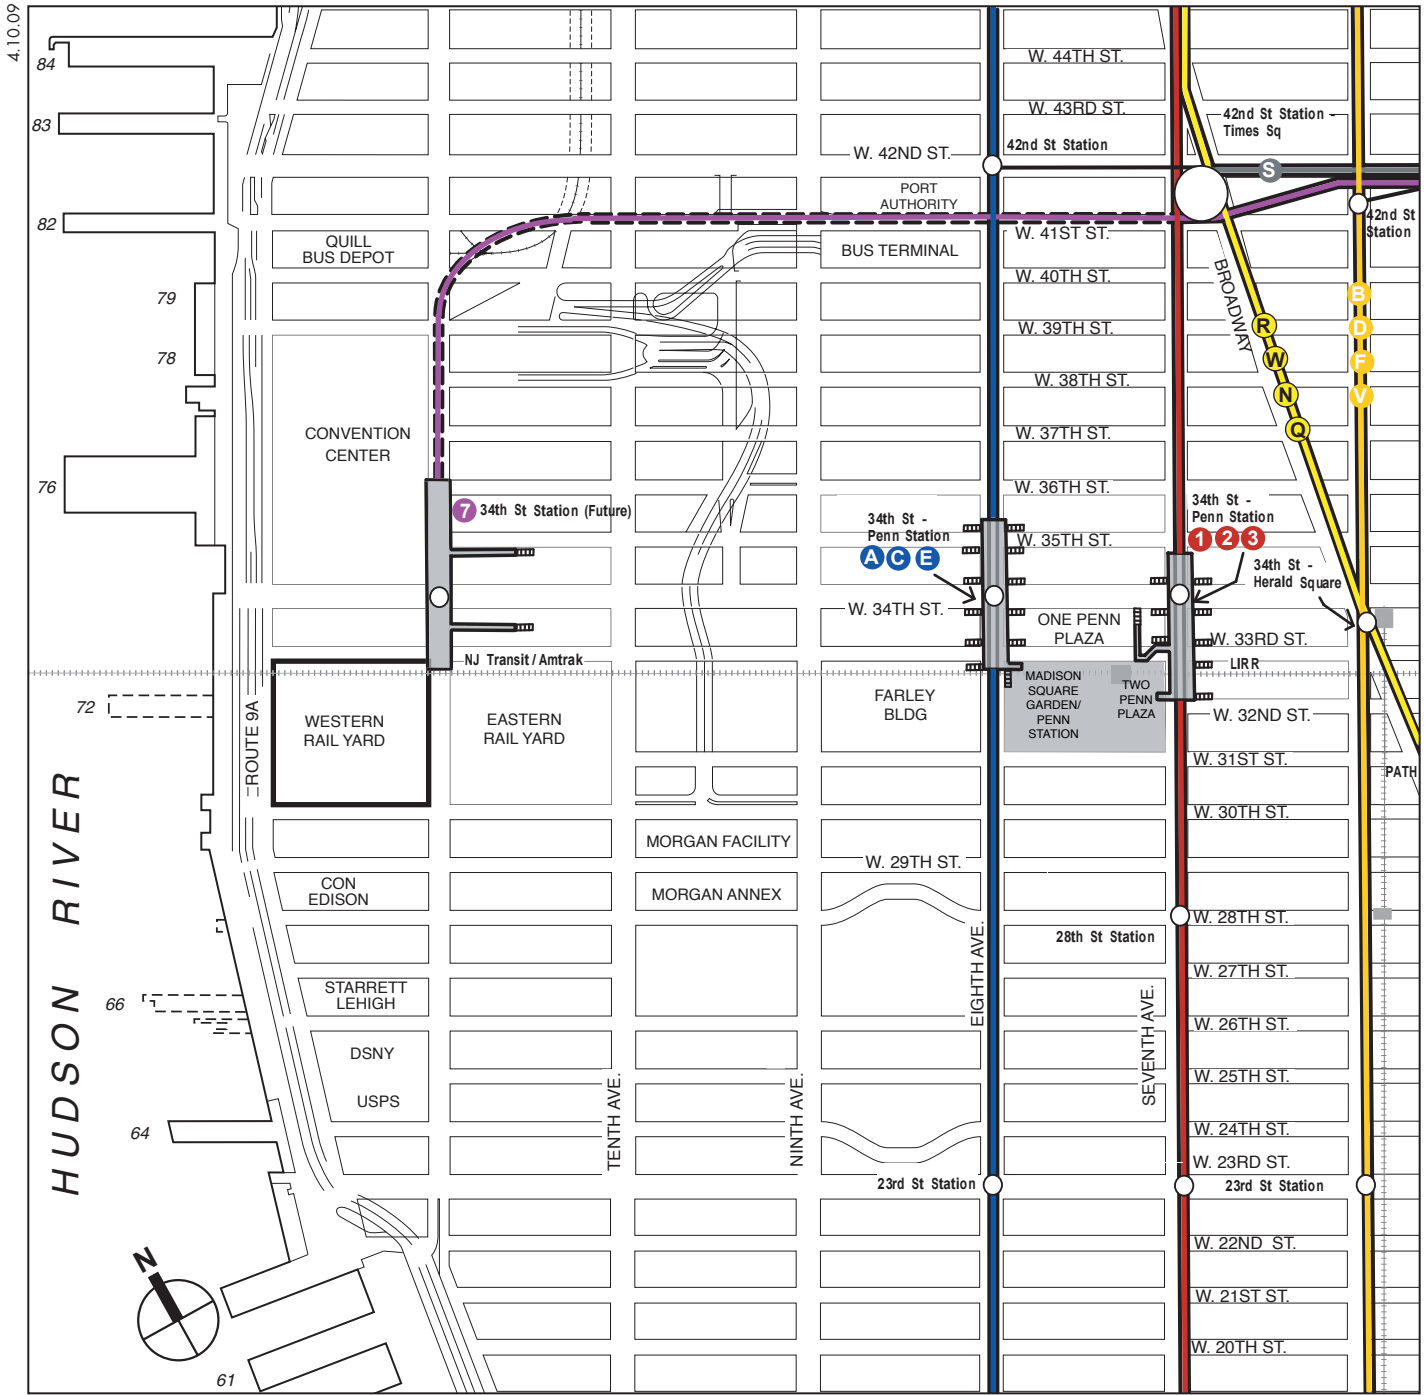 4.10.09
84
83
82
79
78
76
72
66
64
61
HUDSON RIVER
N
ROUTE 9A
QUILL
BUS DEPOT
CONVENTION
CENTER
7
34th St Station (Future)
NJ Transit / Amtrak
WESTERN
RAIL YARD
EASTERN
RAIL YARD
CON
EDISON
STARRETT
LEHIGH
DSNY
USPS
MORGAN FACILITY
MORGAN ANNEX
TENTH AVE.
NINTH AVE.
EIGHTH AVE.
SEVENTH AVE.
BROADWAY
W. 44TH ST.
W. 43RD ST.
W. 42ND ST.
42nd St Station
42nd St Station -
Times Sq
S
PORT
AUTHORITY
BUS TERMINAL
42nd St
Station
W. 41ST ST.
W. 40TH ST.
W. 39TH ST.
W. 38TH ST.
W. 37TH ST.
W. 36TH ST.
W. 35TH ST.
B
D
F
V
R
W
N
Q
34th St -
Penn Station
A C E
34th St -
Penn Station
1 2 3
34th St -
Herald Square
W. 34TH ST.
ONE PENN
PLAZA
W. 33RD ST.
LIRR
FARLEY
BLDG
MADISON
SQUARE
GARDEN/
PENN
STATION
TWO
PENN
PLAZA
W. 32ND ST.
W. 31ST ST.
PATH
W. 30TH ST.
W. 29TH ST.
W. 28TH ST.
28th St Station
W. 27TH ST.
W. 26TH ST.
W. 25TH ST.
W. 24TH ST.
W. 23RD ST.
23rd St Station
23rd St Station
W. 22ND ST.
W. 21ST ST.
W. 20TH ST.